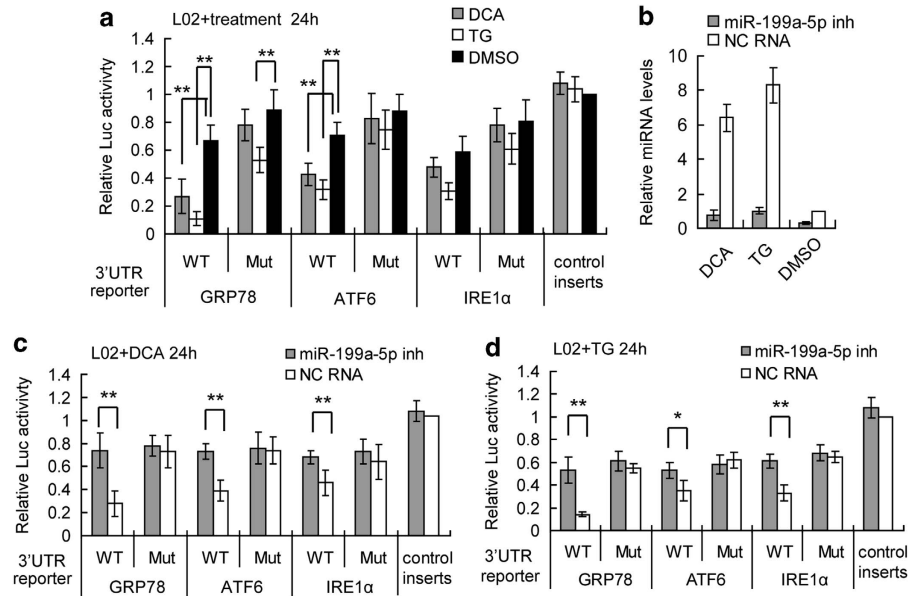 a
L02+treatment 24h
DCA
TG
DMSO
Relative Luc activivty
1.4
1.2
1
0.8
0.6
0.4
0.2
0
**
**
**
**
**
3'UTR reporter
WT
Mut
WT
Mut
WT
Mut
control inserts
GRP78
ATF6
IRE1α
b
miR-199a-5p inh
NC RNA
Relative miRNA levels
10
8
6
4
2
0
DCA
TG
DMSO
c
L02+DCA 24h
miR-199a-5p inh
NC RNA
Relative Luc activivty
1.4
1.2
1
0.8
0.6
0.4
0.2
0
**
**
**
3'UTR reporter
WT
Mut
WT
Mut
WT
Mut
control inserts
GRP78
ATF6
IRE1α
d
L02+TG 24h
miR-199a-5p inh
NC RNA
Relative Luc activivty
1.4
1.2
1
0.8
0.6
0.4
0.2
0
**
*
**
3'UTR reporter
WT
Mut
WT
Mut
WT
Mut
control inserts
GRP78
ATF6
IRE1α